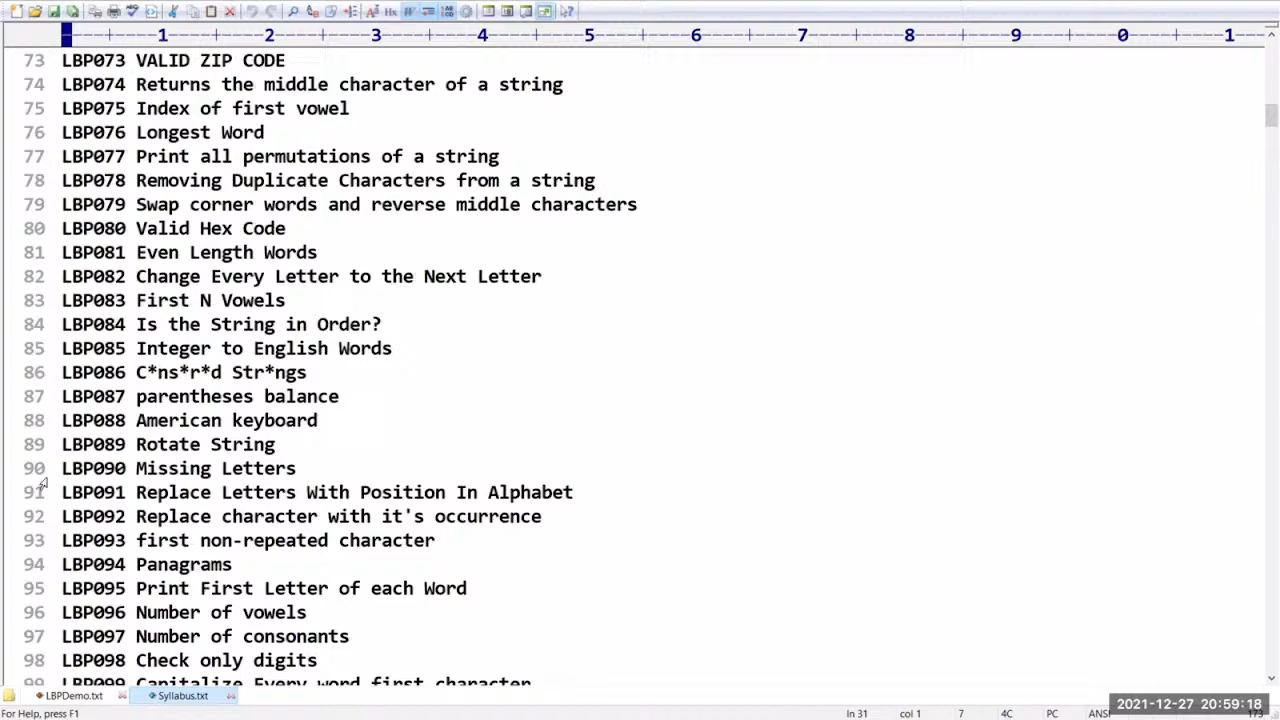 ----+----1----+----2----+----3----+----4----+----5----+----6----+----7----+----8----+----9----+----0----+----1----
73 LBP073 VALID ZIP CODE
74 LBP074 Returns the middle character of a string
75 LBP075 Index of first vowel
76 LBP076 Longest Word
77 LBP077 Print all permutations of a string
78 LBP078 Removing Duplicate Characters from a string
79 LBP079 Swap corner words and reverse middle characters
80 LBP080 Valid Hex Code
81 LBP081 Even Length Words
82 LBP082 Change Every Letter to the Next Letter
83 LBP083 First N Vowels
84 LBP084 Is the String in Order?
85 LBP085 Integer to English Words
86 LBP086 C*ns*r*d Str*ngs
87 LBP087 parentheses balance
88 LBP088 American keyboard
89 LBP089 Rotate String
90 LBP090 Missing Letters
91 LBP091 Replace Letters With Position In Alphabet
92 LBP092 Replace character with it's occurrence
93 LBP093 first non-repeated character
94 LBP094 Panagrams
95 LBP095 Print First Letter of each Word
96 LBP096 Number of vowels
97 LBP097 Number of consonants
98 LBP098 Check only digits
99 LBP099 Capitalize Every word first character
LBPDemo.txt Syllabus.txt
2021-12-27 20:59:18
For Help, press F1 ln 31 col 1 7 4C PC ANSI 173